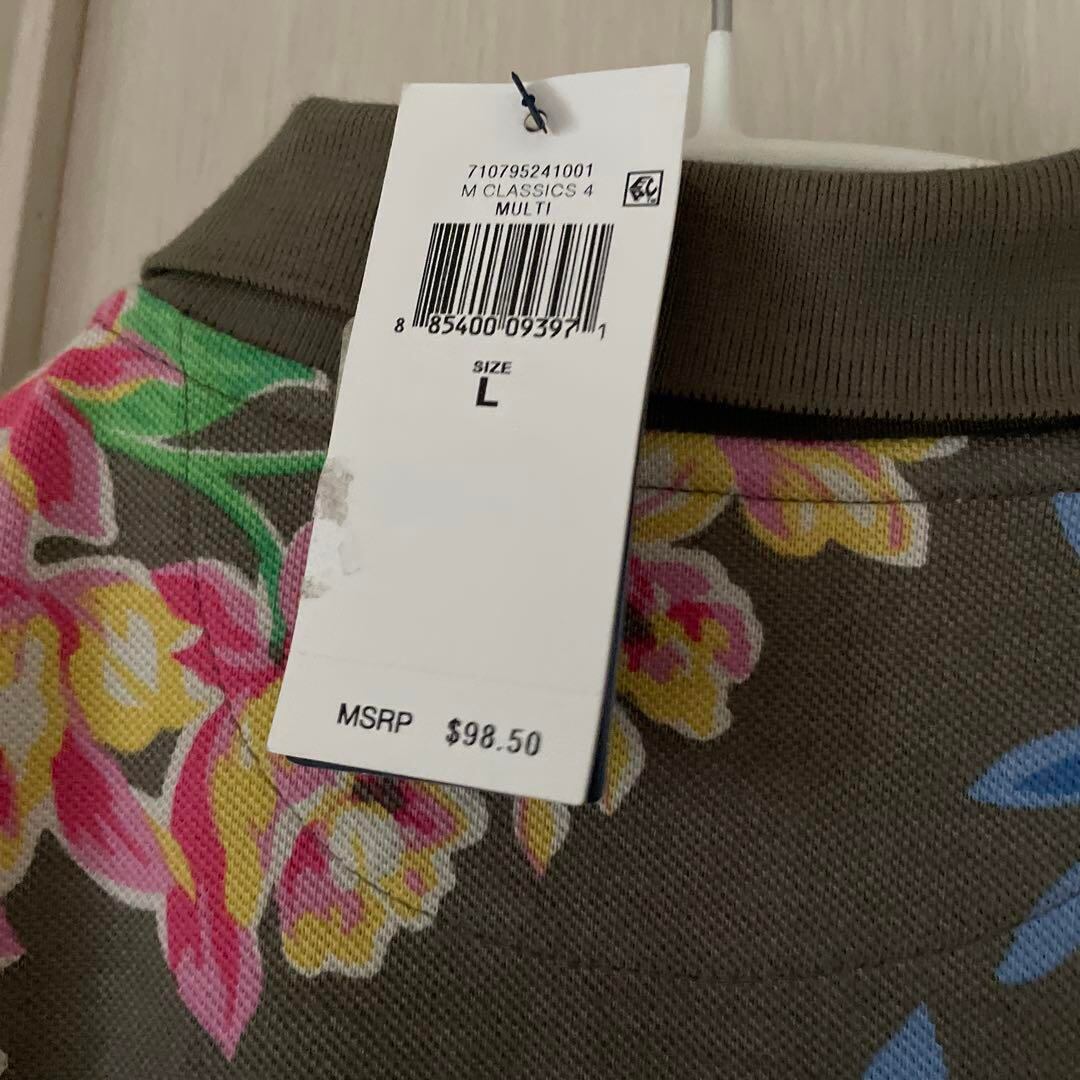 710795241001
M CLASSICS 4
MULTI
8 85400 09397 1
SIZE
L
MSRP $98.50